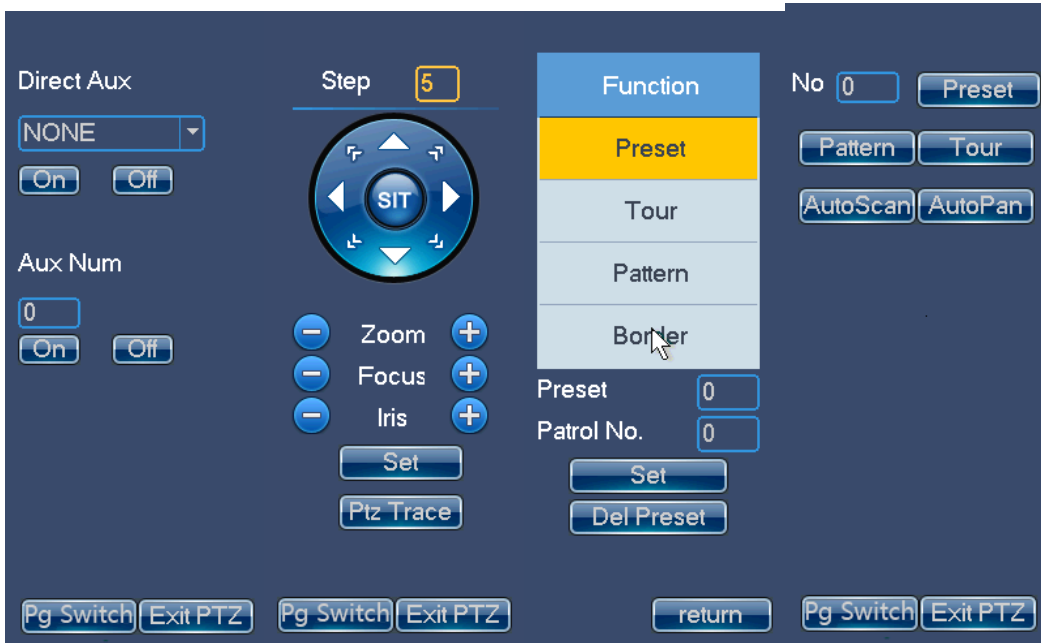 Direct Aux
NONE
On Off
Aux Num
0
On Off
Pg Switch Exit PTZ
Step 5
SIT
Zoom
Focus
Iris
Set
Ptz Trace
Pg Switch Exit PTZ
Function
Preset
Tour
Pattern
Border
Preset 0
Patrol No. 0
Set
Del Preset
return
No 0 Preset
Pattern Tour
AutoScan AutoPan
Pg Switch Exit PTZ